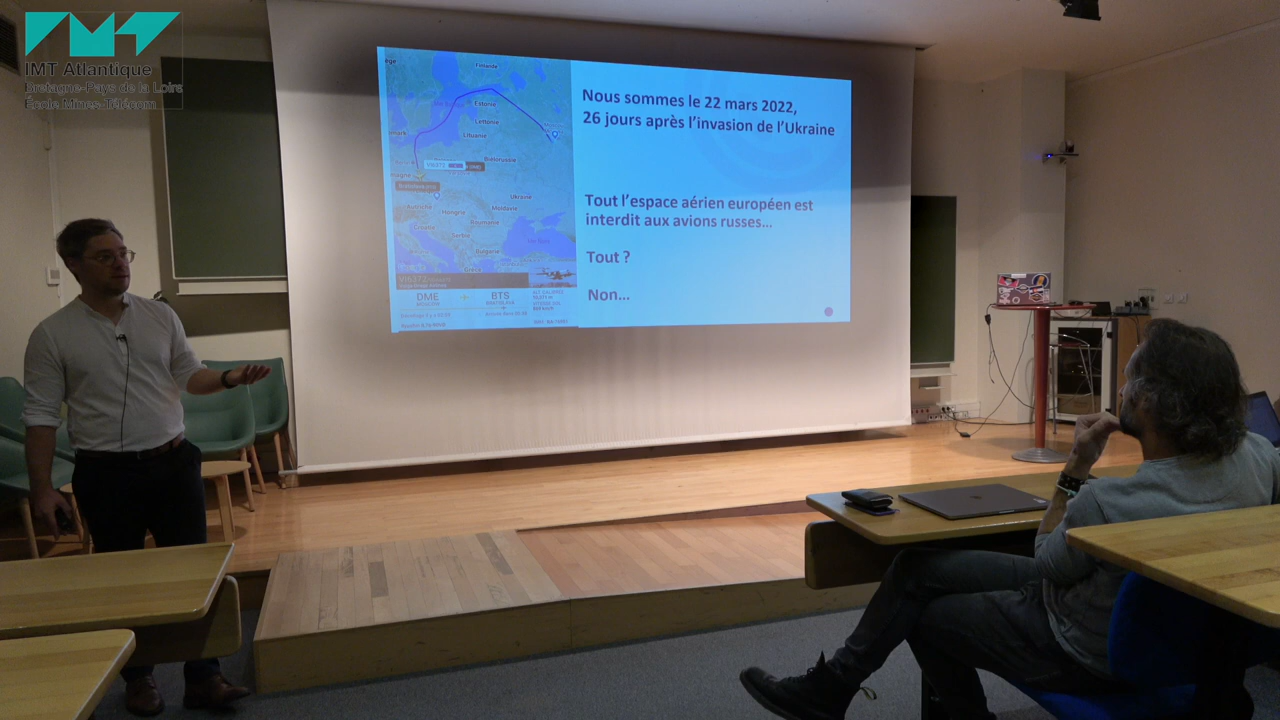 IMT Atlantique
Bretagne-Pays de la Loire
École Mines-Télécom
Nous sommes le 22 mars 2022,
26 jours après l'invasion de l'Ukraine
Tout l'espace aérien européen est
interdit aux avions russes...
Tout ?
Non...
Finlande
Estonie
Lettonie
Lituanie
Biélorussie
Ukraine
Autriche
Hongrie
Moldavie
Roumanie
Croatie
Serbie
Bulgarie
Grèce
DME
BTS